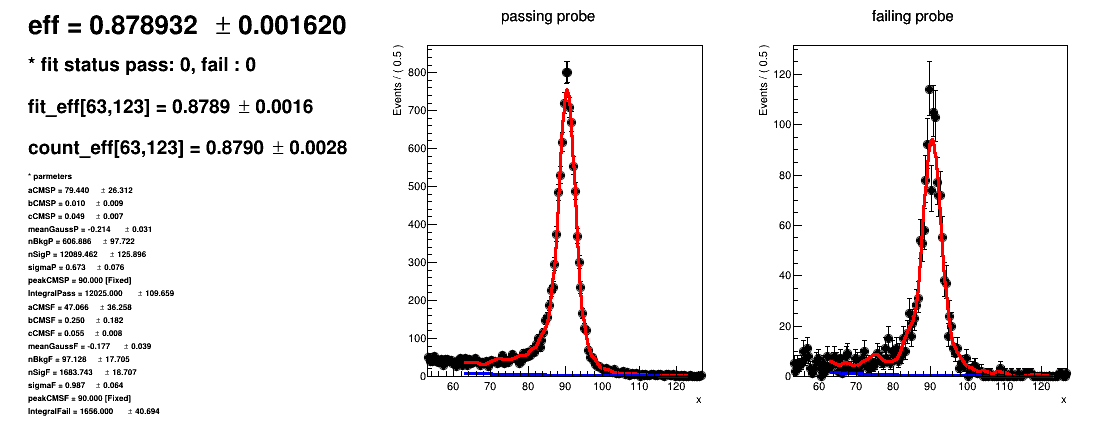 eff = 0.878932 ± 0.001620
* fit status pass: 0, fail : 0
fit_eff[63,123] = 0.8789 ± 0.0016
count_eff[63,123] = 0.8790 ± 0.0028
* parmeters
aCMSP = 79.440 ± 26.312
bCMSP = 0.010 ± 0.009
cCMSP = 0.049 ± 0.007
meanGaussP = -0.214 ± 0.031
nBkgP = 606.886 ± 97.722
nSigP = 12089.462 ± 125.896
sigmaP = 0.673 ± 0.076
peakCMSP = 90.000 [Fixed]
IntegralPass = 12025.000 ± 109.659
aCMSF = 47.066 ± 36.258
bCMSF = 0.250 ± 0.182
cCMSF = 0.055 ± 0.008
meanGaussF = -0.177 ± 0.039
nBkgF = 97.128 ± 17.705
nSigF = 1683.743 ± 18.707
sigmaF = 0.987 ± 0.064
peakCMSF = 90.000 [Fixed]
IntegralFail = 1656.000 ± 40.694
passing probe
Events / ( 0.5 )
800
700
600
500
400
300
200
100
0
60 70 80 90 100 110 120
x
failing probe
Events / ( 0.5 )
120
100
80
60
40
20
0
60 70 80 90 100 110 120
x